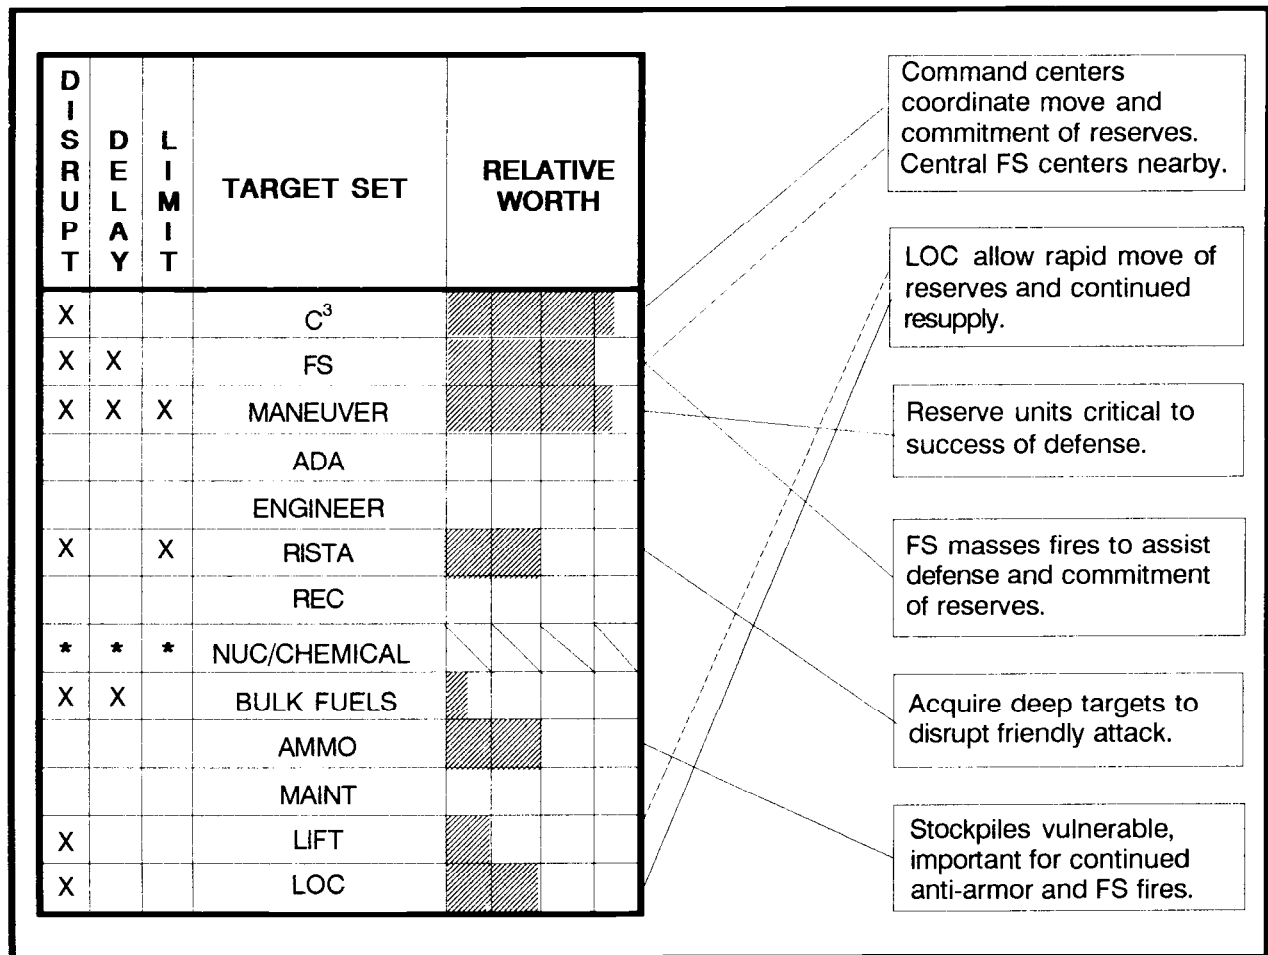 DISRUPT DELAY LIMIT TARGET SET RELATIVE
WORTH
X C³
X X FS
X X X MANEUVER
ADA
ENGINEER
X X RISTA
REC
* * * NUC/CHEMICAL
X X BULK FUELS
AMMO
MAINT
X LIFT
X LOC
Command centers
coordinate move and
commitment of reserves.
Central FS centers nearby.
LOC allow rapid move of
reserves and continued
resupply.
Reserve units critical to
success of defense.
FS masses fires to assist
defense and commitment
of reserves.
Acquire deep targets to
disrupt friendly attack.
Stockpiles vulnerable,
important for continued
anti-armor and FS fires.